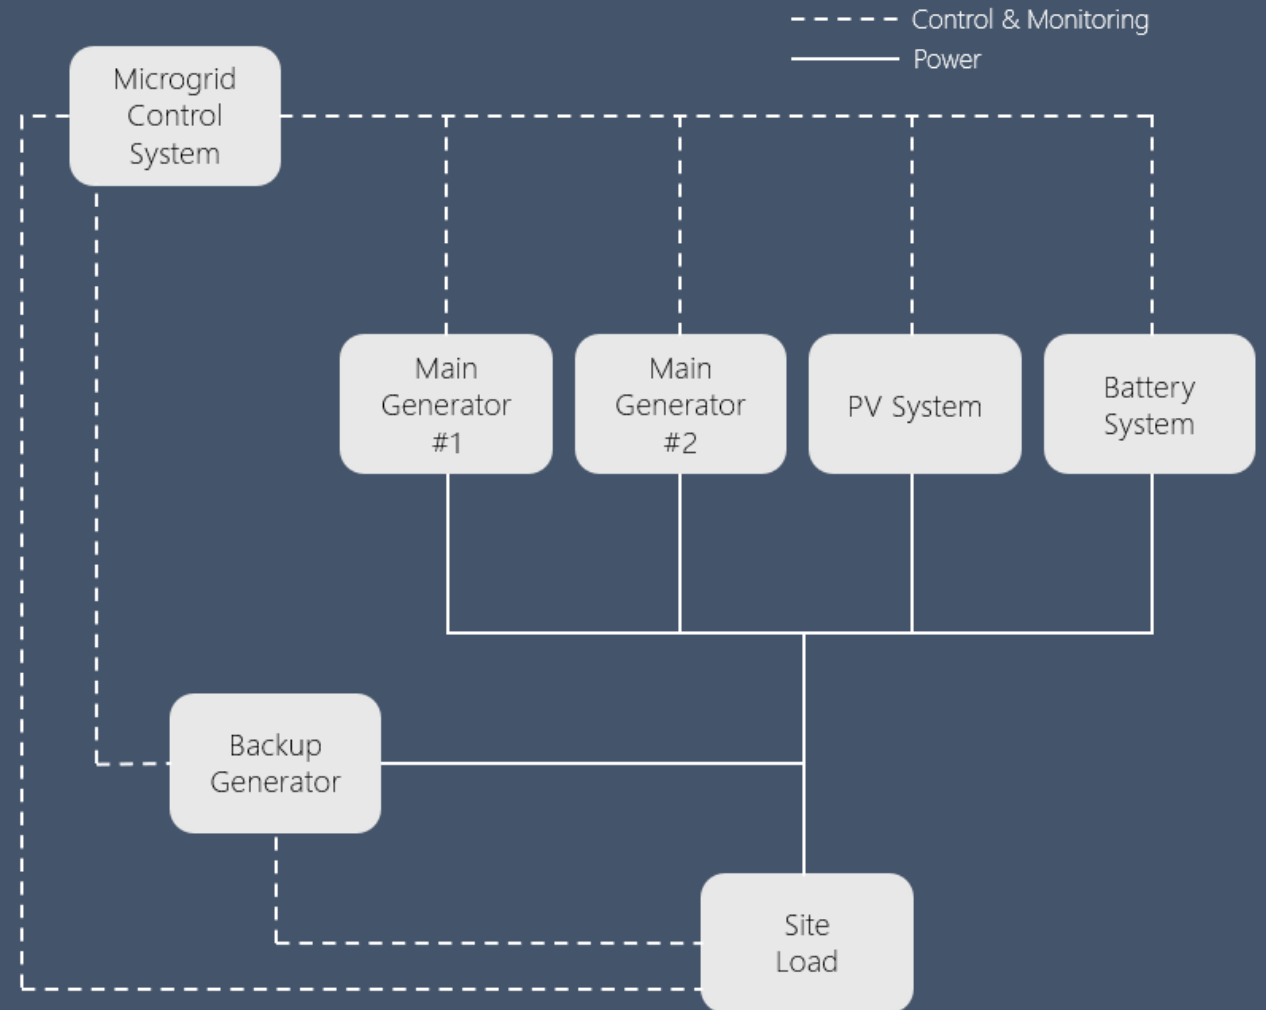 Control & Monitoring
Power
Microgrid
Control
System
Main
Generator
#1
Main
Generator
#2
PV System
Battery
System
Backup
Generator
Site
Load